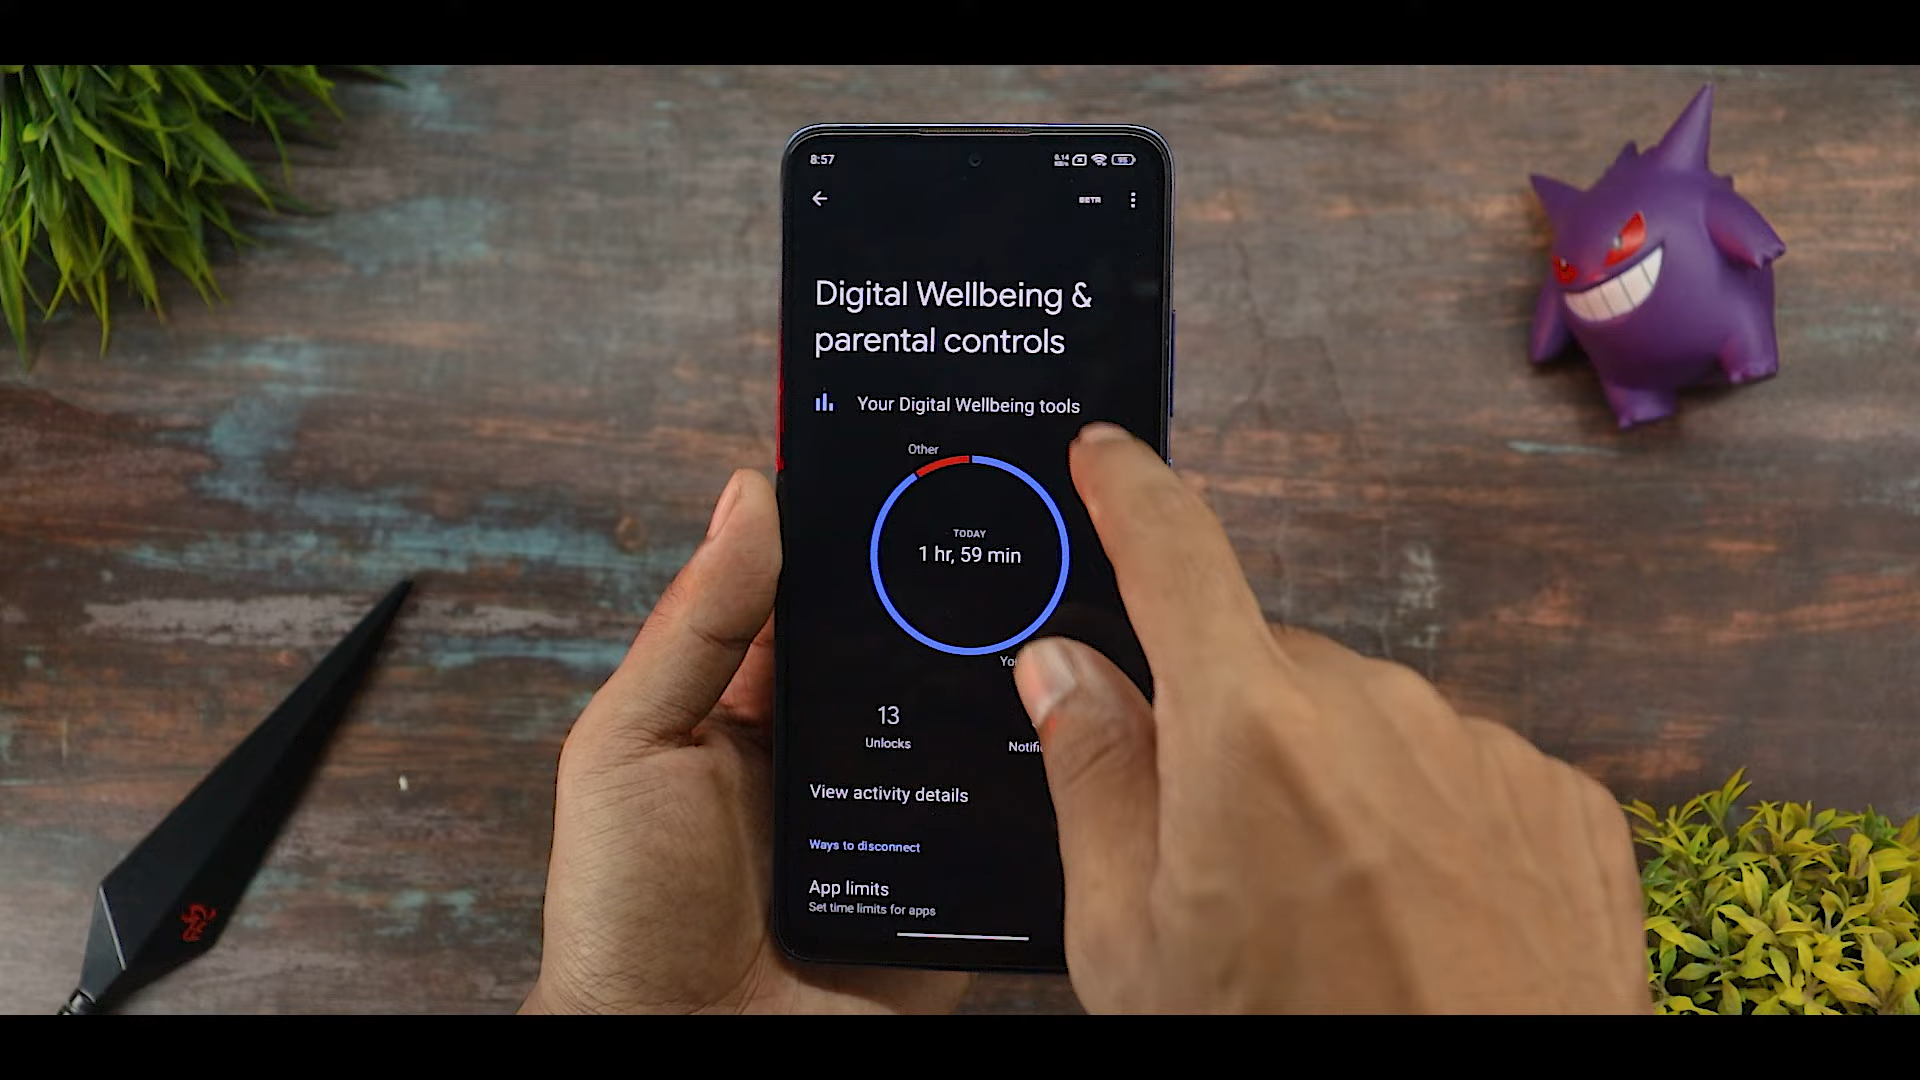 8:57
BETA
Digital Wellbeing &
parental controls
Your Digital Wellbeing tools
Other
TODAY
1 hr, 59 min
13
Unlocks
View activity details
Ways to disconnect
App limits
Set time limits for apps